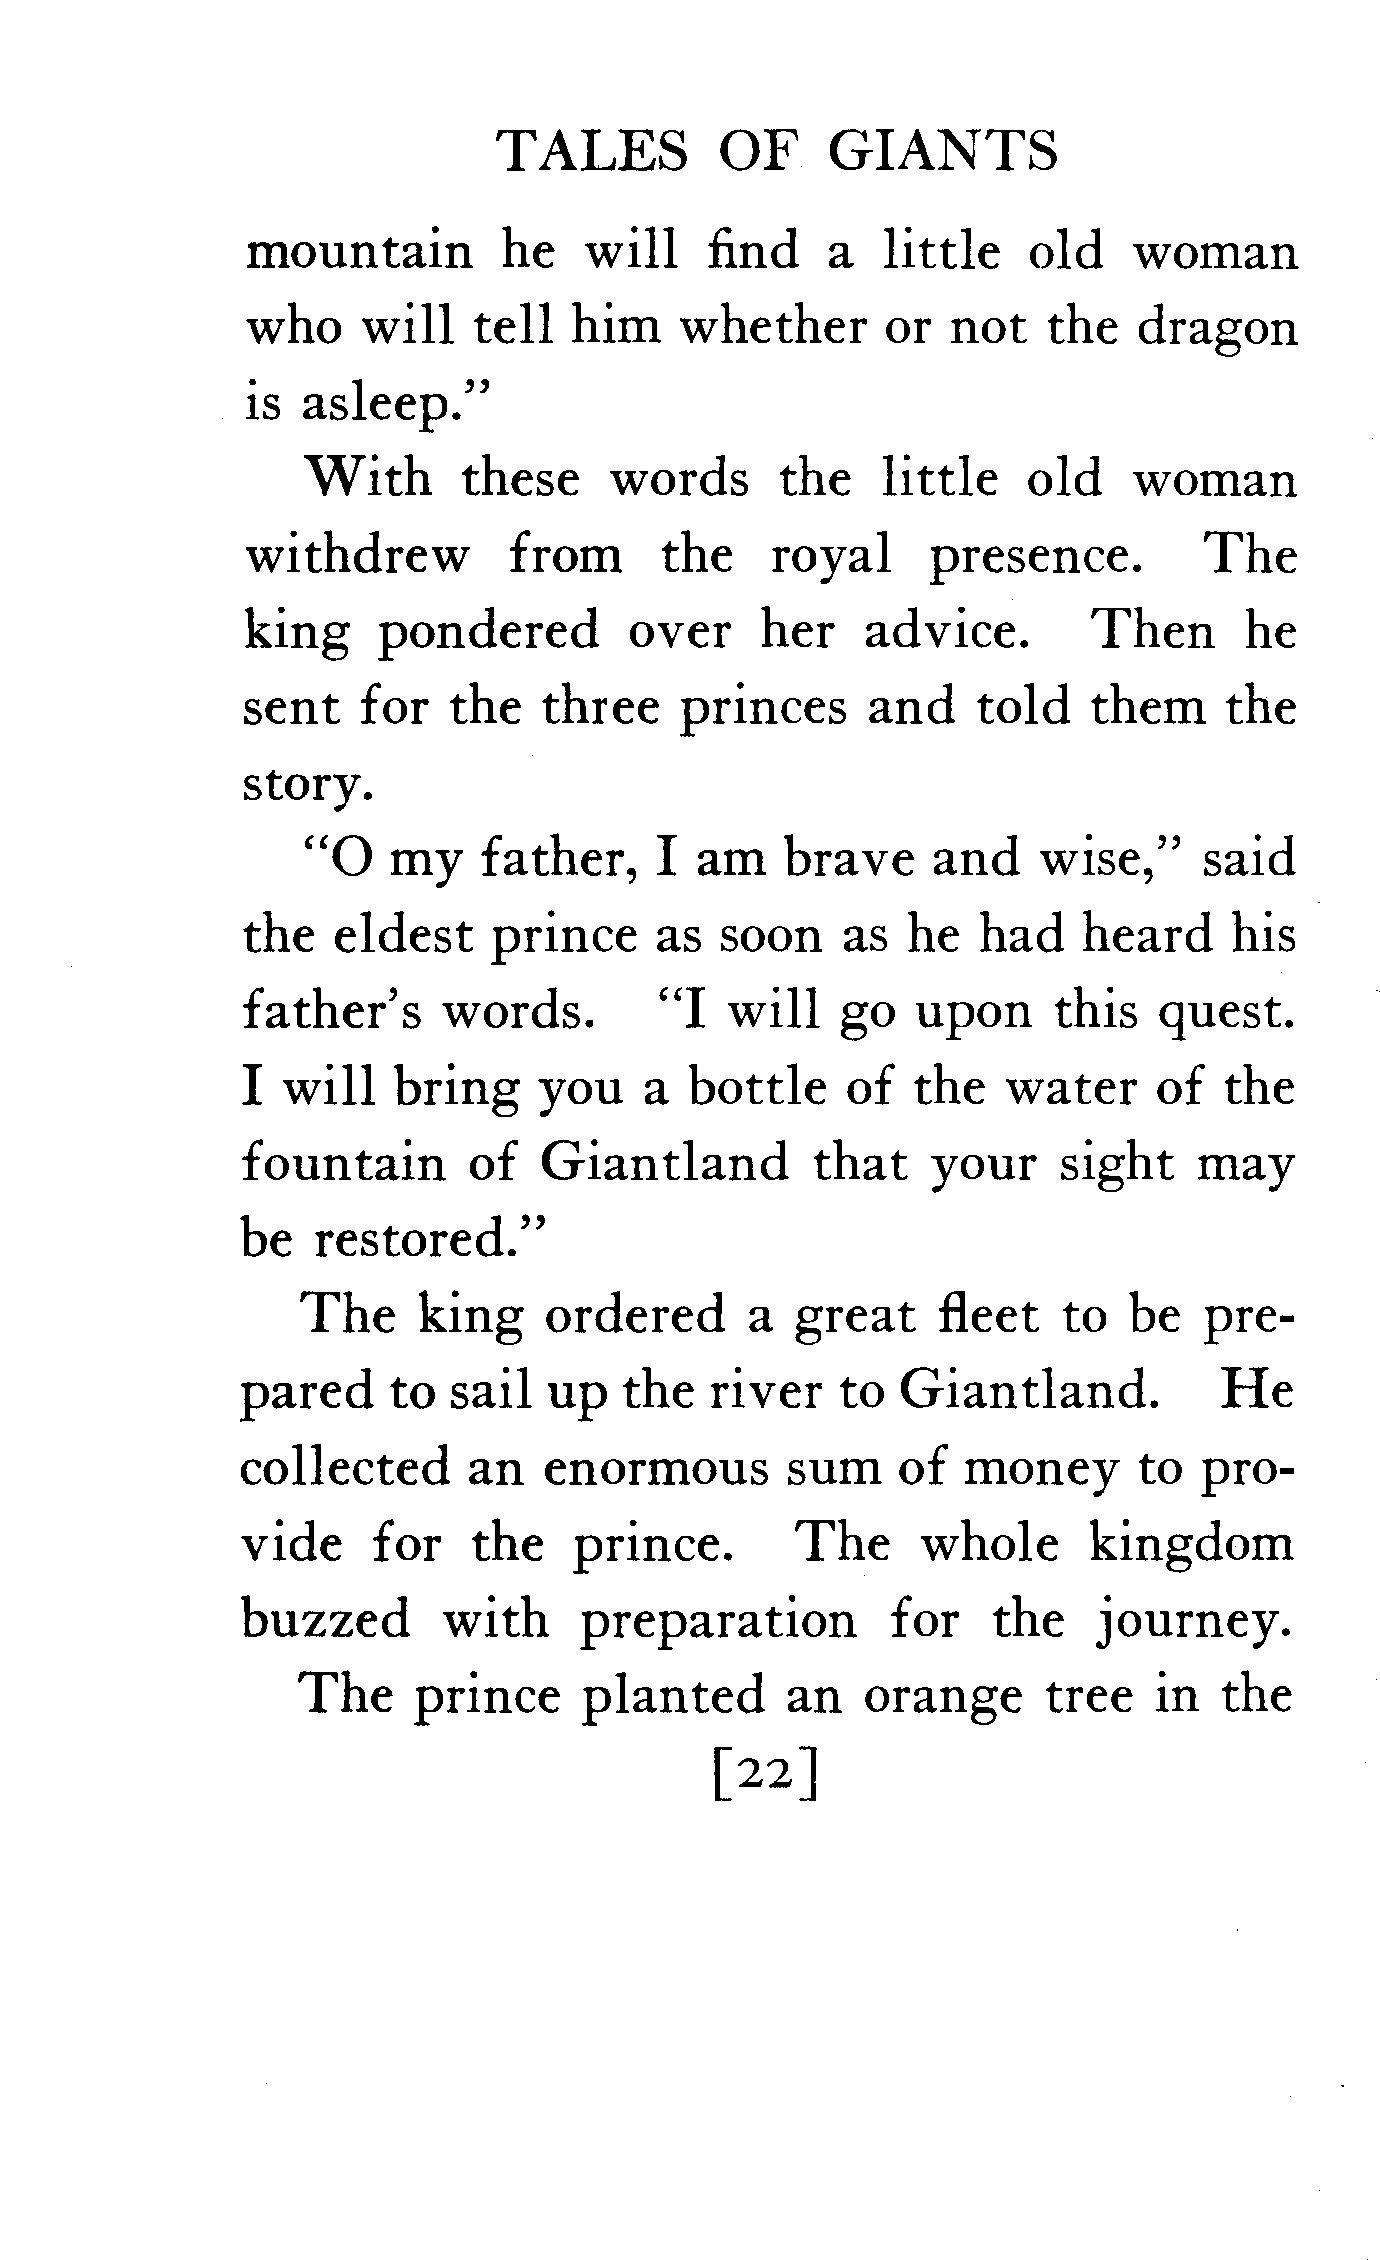 TALES OF GIANTS
mountain he will find a little old woman
who will tell him whether or not the dragon
is asleep.”
With these words the little old woman
withdrew from the royal presence. The
king pondered over her advice. Then he
sent for the three princes and told them the
story.
“O my father, I am brave and wise,” said
the eldest prince as soon as he had heard his
father’s words. “I will go upon this quest.
I will bring you a bottle of the water of the
fountain of Giantland that your sight may
be restored.”
The king ordered a great fleet to be pre-
pared to sail up the river to Giantland. He
collected an enormous sum of money to pro-
vide for the prince. The whole kingdom
buzzed with preparation for the journey.
The prince planted an orange tree in the
[22]